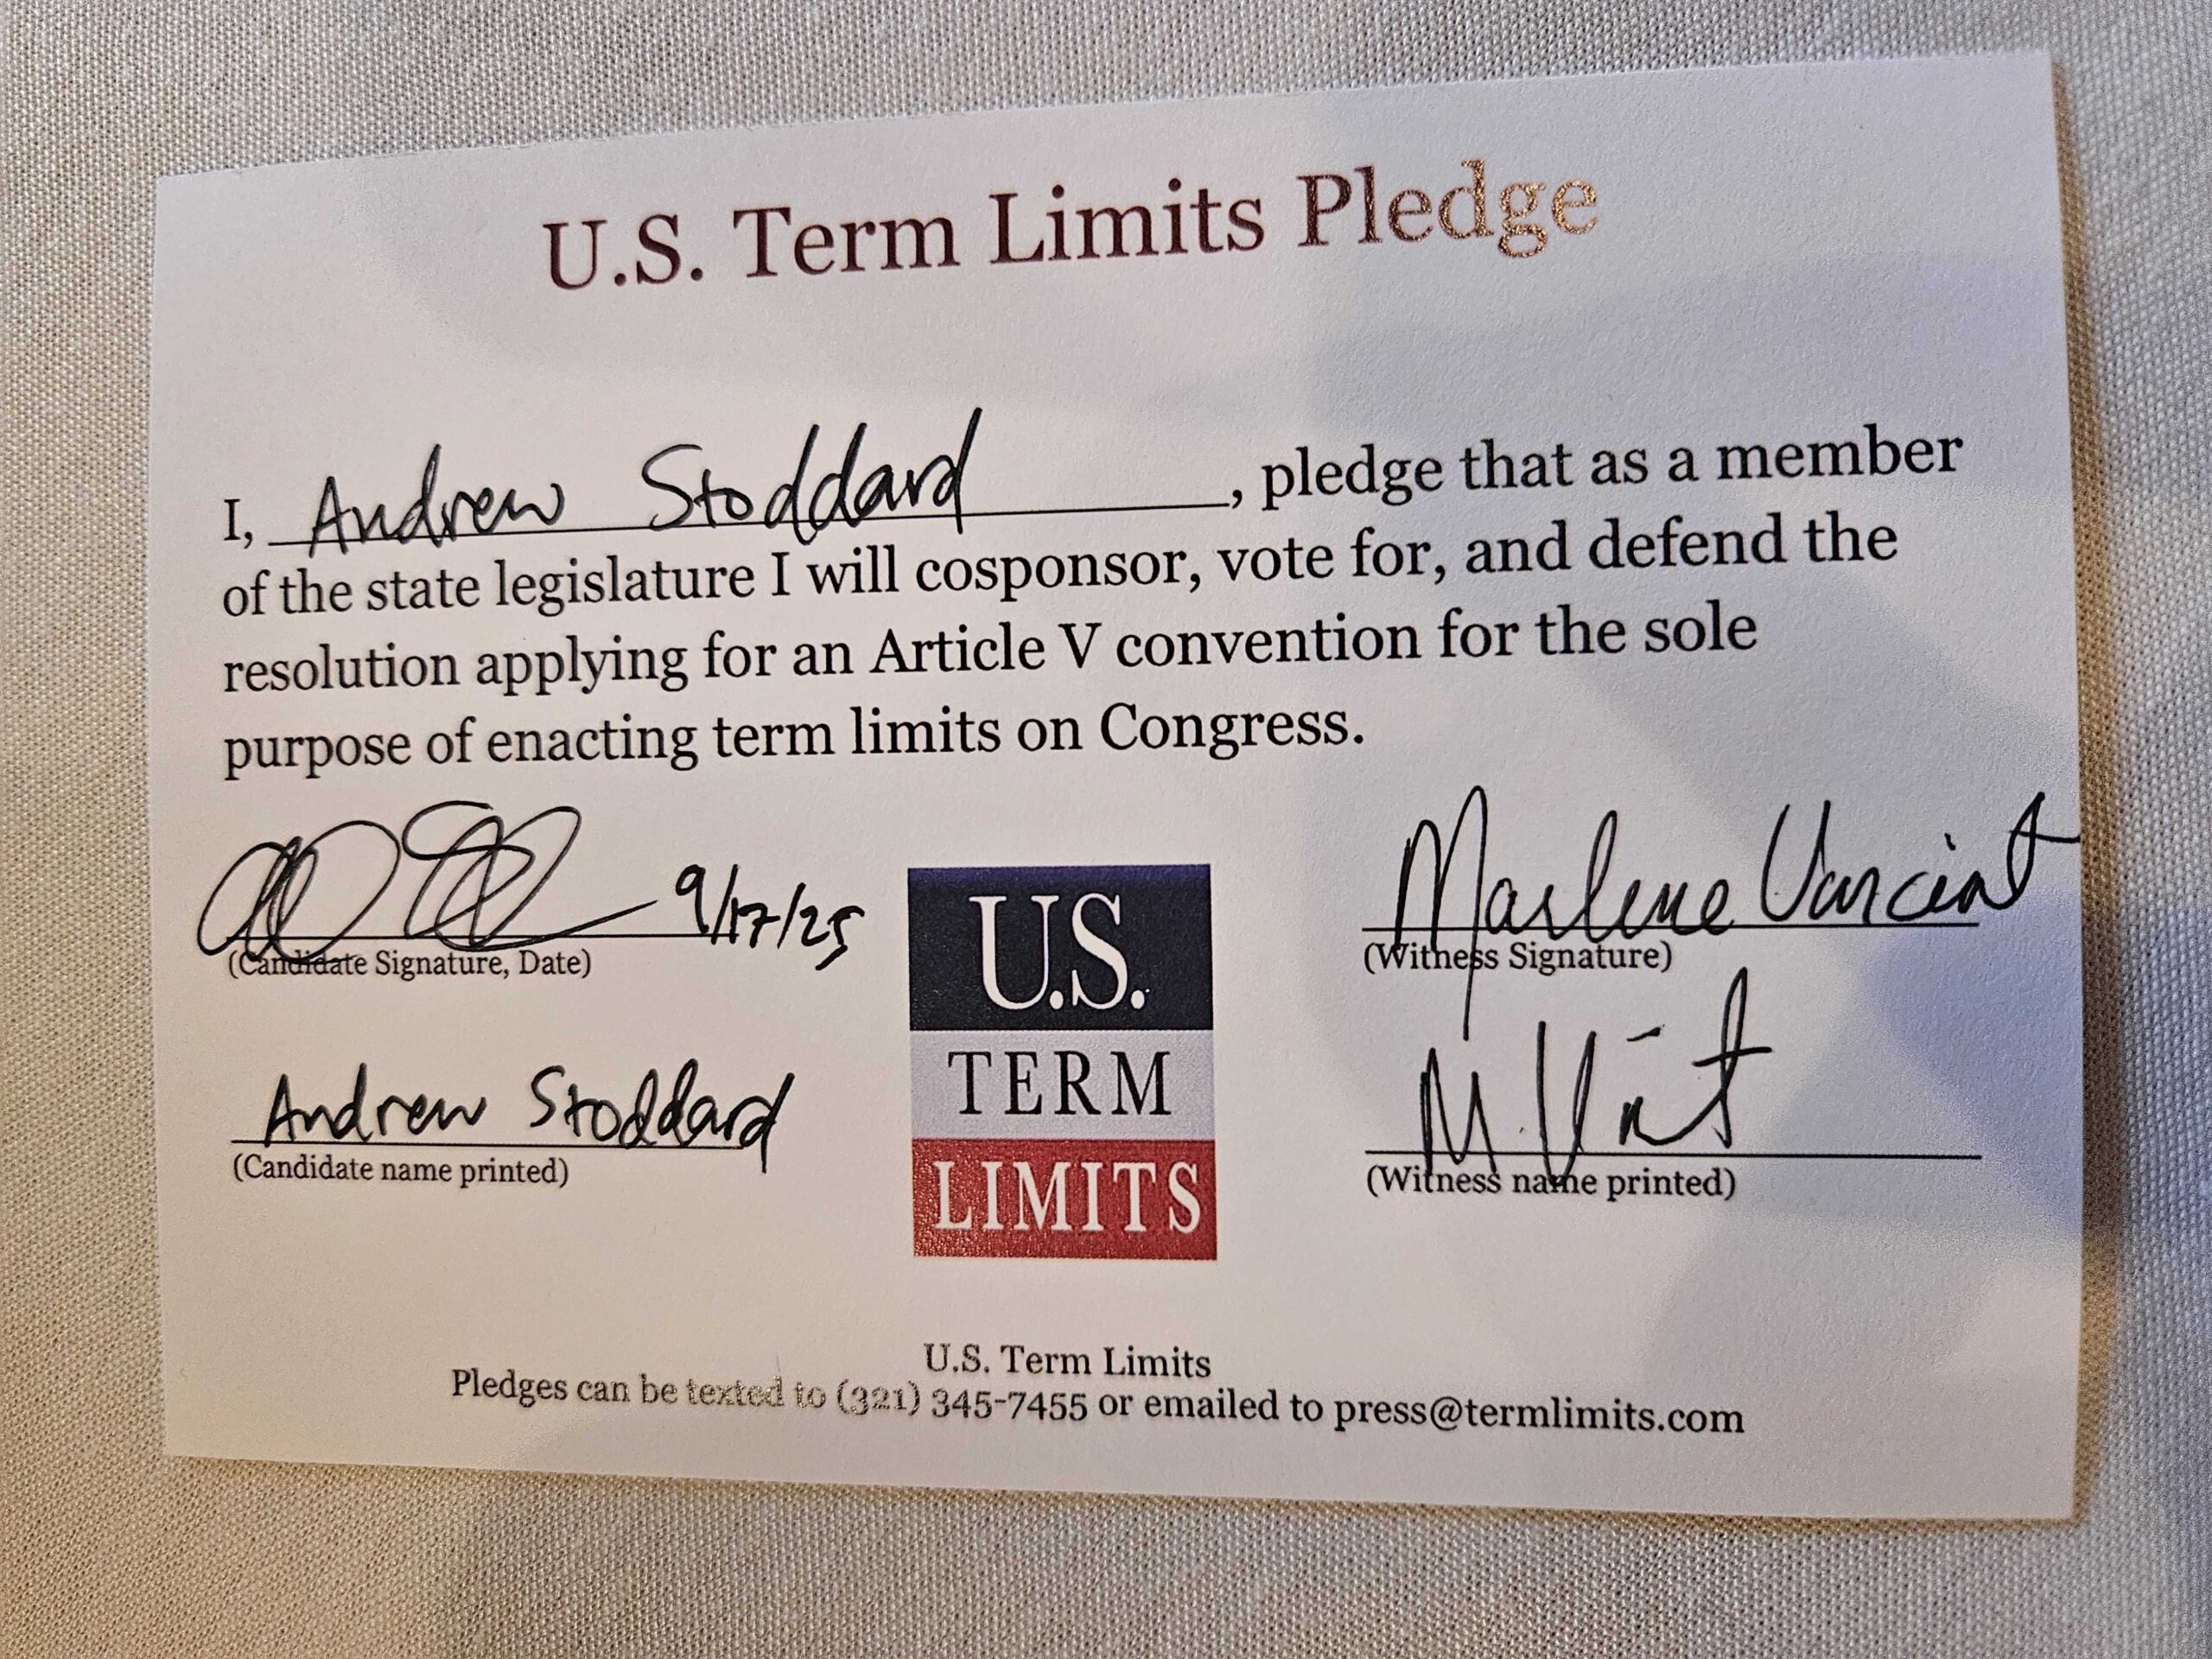 U.S. Term Limits Pledge
I, Andrew Stoddard, pledge that as a member
of the state legislature I will cosponsor, vote for, and defend the
resolution applying for an Article V convention for the sole
purpose of enacting term limits on Congress.
9/17/25
(Candidate Signature, Date)
Andrew Stoddard
(Candidate name printed)
U.S.
TERM
LIMITS
Marlene
(Witness Signature)
M
(Witness name printed)
U.S. Term Limits
Pledges can be texted to (321) 345-7455 or emailed to press@termlimits.com